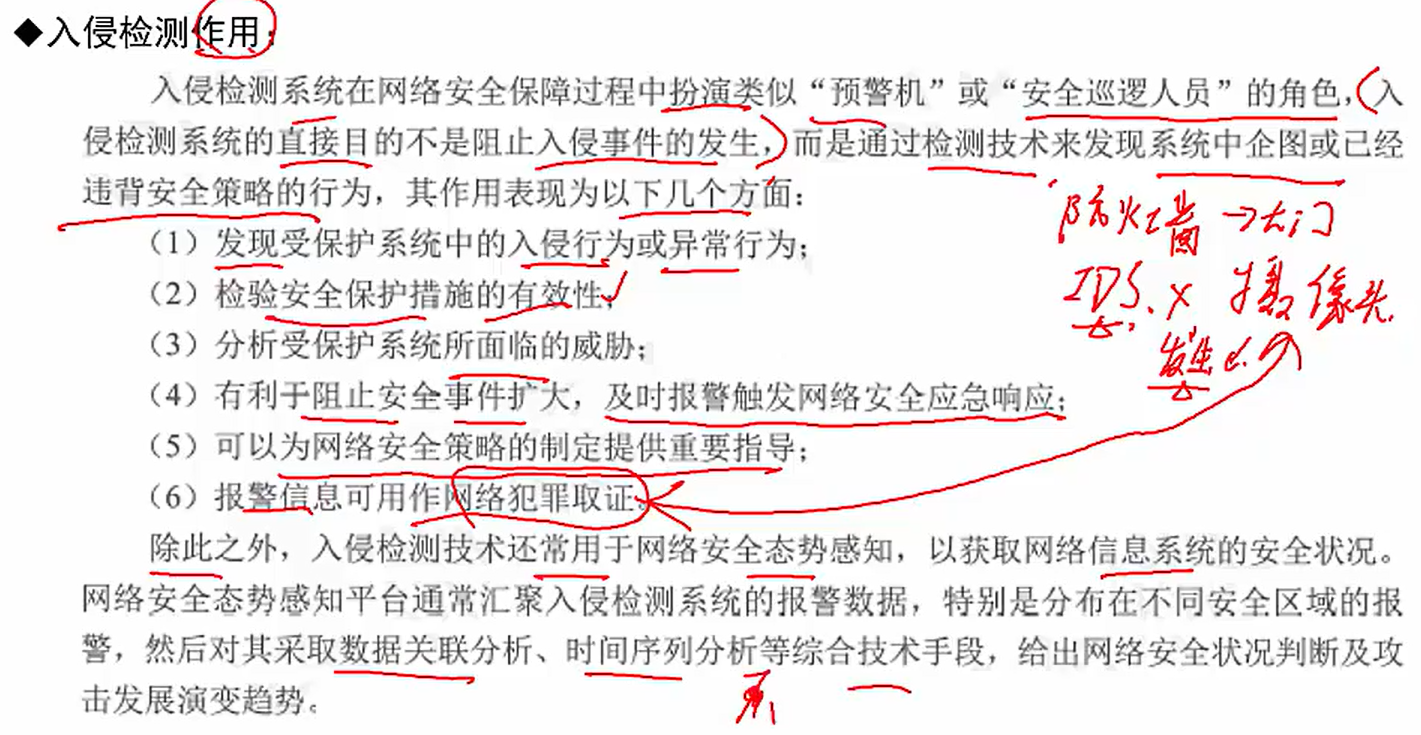 ◆入侵检测作用：
入侵检测系统在网络安全保障过程中扮演类似“预警机”或“安全巡逻人员”的角色，入
侵检测系统的直接目的不是阻止入侵事件的发生，而是通过检测技术来发现系统中企图或已经
违背安全策略的行为，其作用表现为以下几个方面：
（1）发现受保护系统中的入侵行为或异常行为；
（2）检验安全保护措施的有效性；
（3）分析受保护系统所面临的威胁；
（4）有利于阻止安全事件扩大，及时报警触发网络安全应急响应；
（5）可以为网络安全策略的制定提供重要指导；
（6）报警信息可用作网络犯罪取证。
除此之外，入侵检测技术还常用于网络安全态势感知，以获取网络信息系统的安全状况。
网络安全态势感知平台通常汇聚入侵检测系统的报警数据，特别是分布在不同安全区域的报
警，然后对其采取数据关联分析、时间序列分析等综合技术手段，给出网络安全状况判断及攻
击发展演变趋势。
防火墙→大门
IDS. x 摄像头.
发生